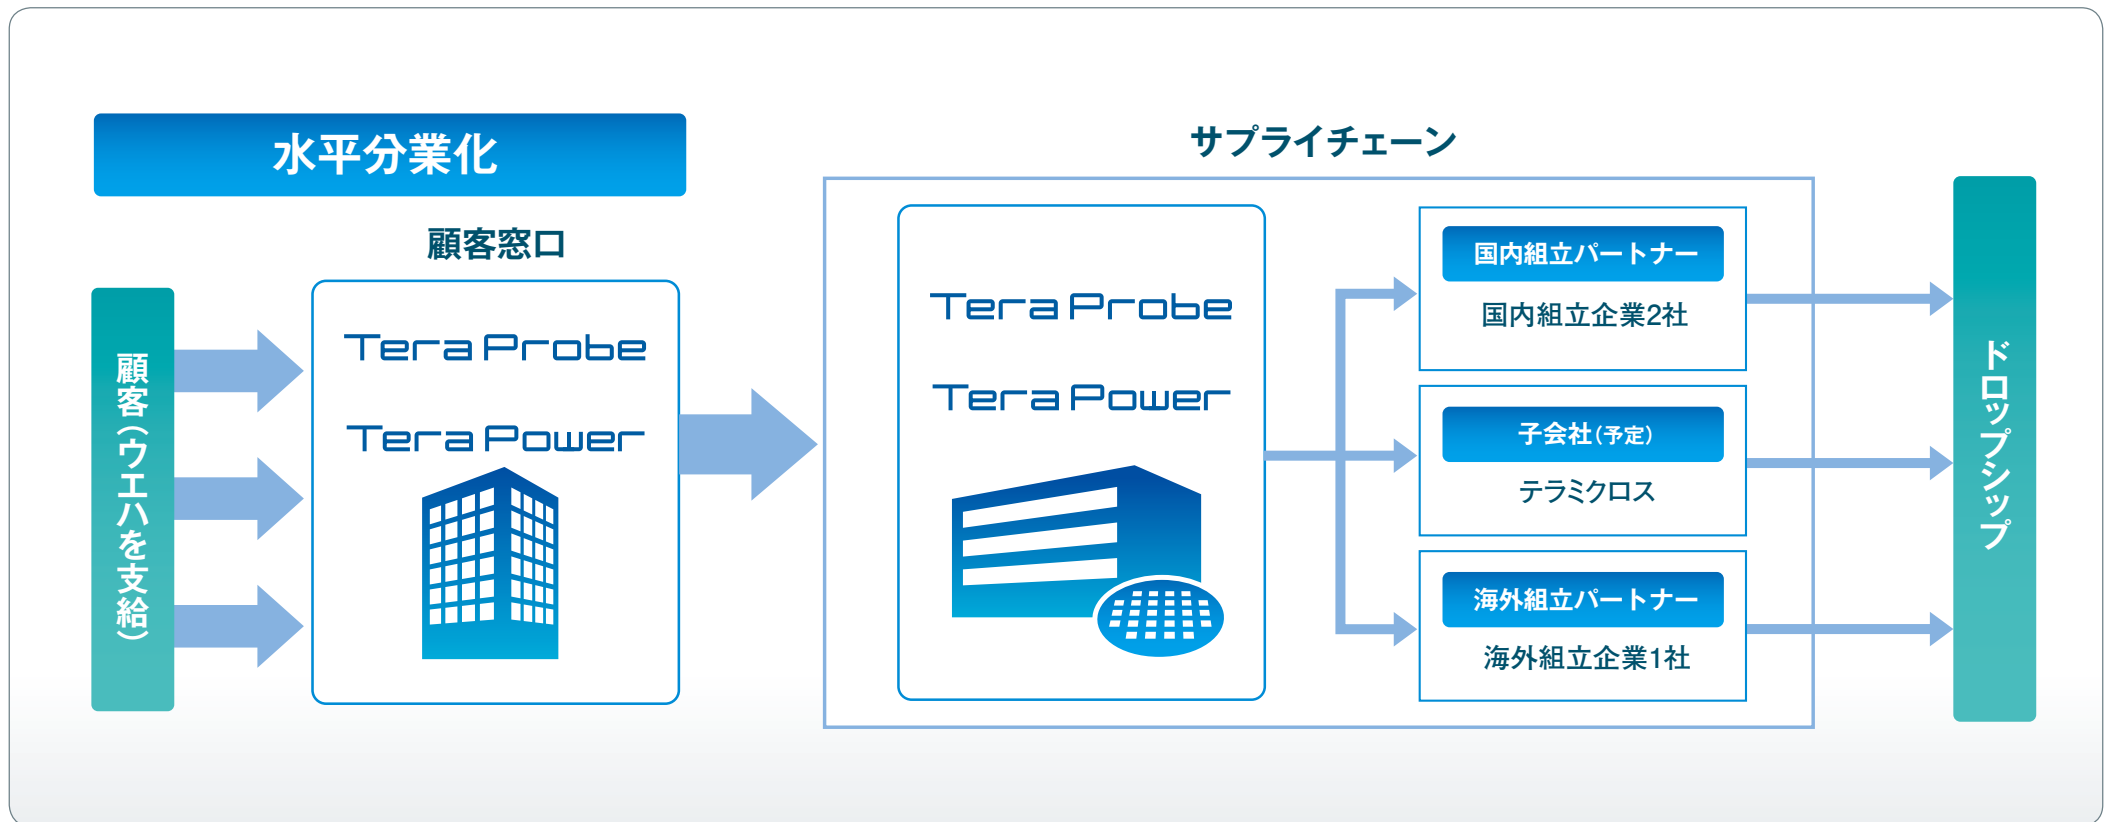 水平分業化
顧客窓口
顧客（ウエハを支給）
Tera Probe
Tera Power
サプライチェーン
Tera Probe
Tera Power
国内組立パートナー
国内組立企業2社
子会社（予定）
テラミクロス
海外組立パートナー
海外組立企業1社
ドロップシップ